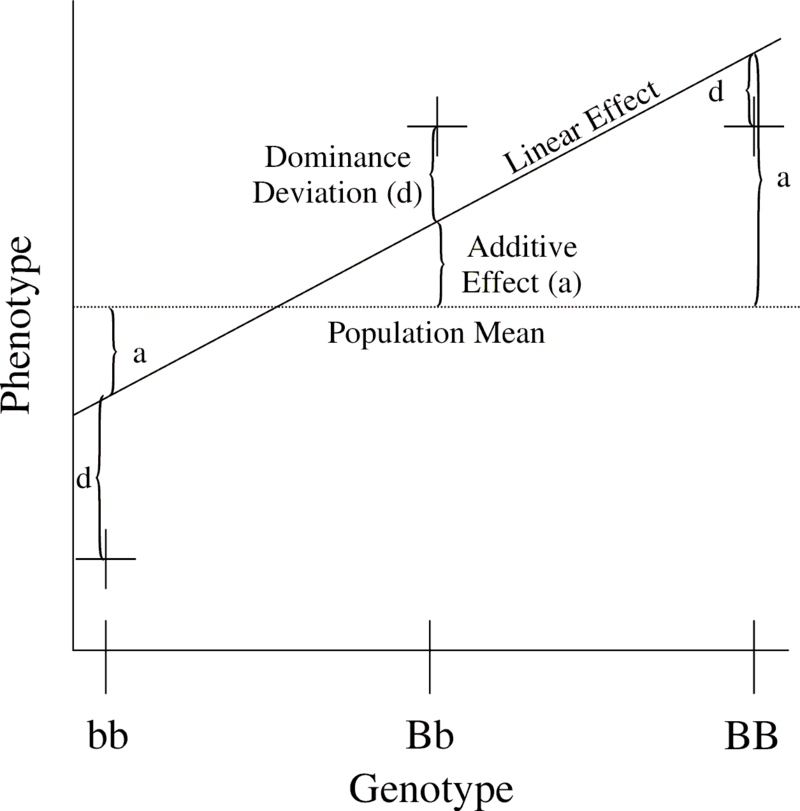 d
Linear Effect
Dominance
Deviation (d)
a
Additive
Effect (a)
Population Mean
a
d
Phenotype
bb
Bb
BB
Genotype